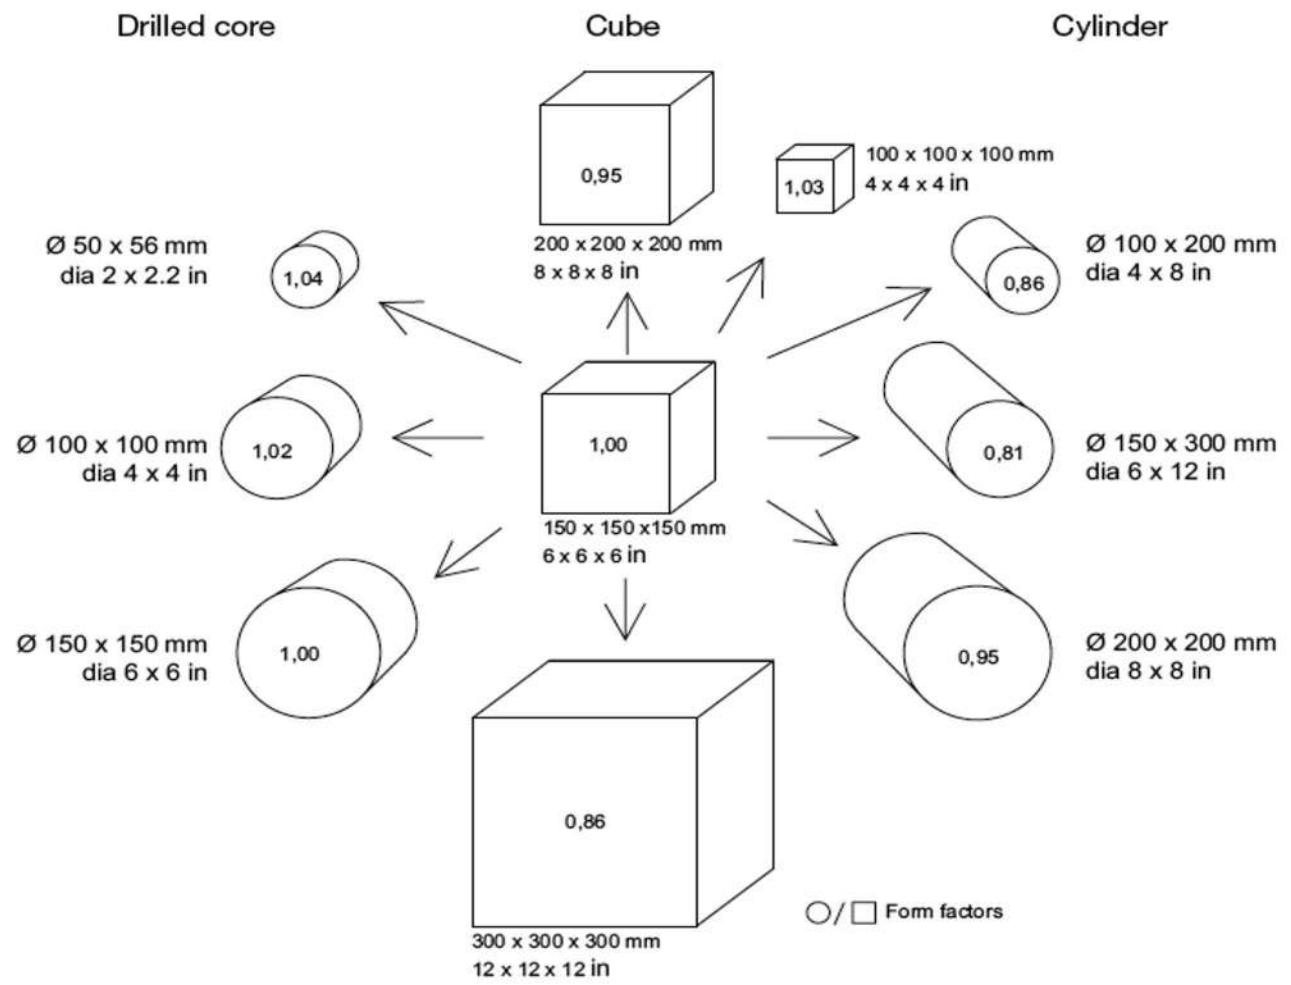 Drilled core
Cube
Cylinder
0,95
200 x 200 x 200 mm
8 x 8 x 8 in
1,03
100 x 100 x 100 mm
4 x 4 x 4 in
Ø 50 x 56 mm
dia 2 x 2.2 in
1,04
0,86
Ø 100 x 200 mm
dia 4 x 8 in
Ø 100 x 100 mm
dia 4 x 4 in
1,02
1,00
150 x 150 x150 mm
6 x 6 x 6 in
0,81
Ø 150 x 300 mm
dia 6 x 12 in
Ø 150 x 150 mm
dia 6 x 6 in
1,00
0,95
Ø 200 x 200 mm
dia 8 x 8 in
0,86
300 x 300 x 300 mm
12 x 12 x 12 in
/ Form factors